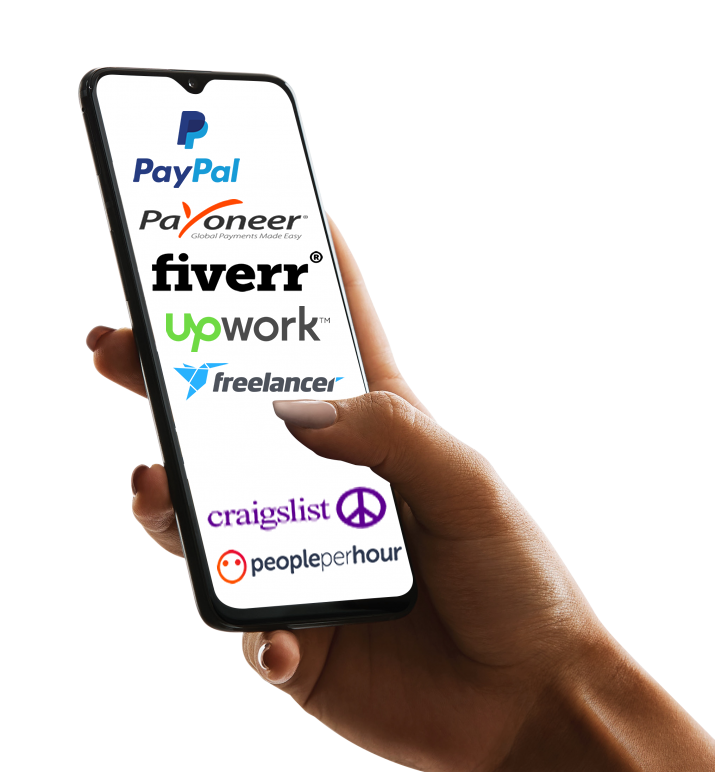 PayPal
Payoneer®
Global Payments Made Easy
fiverr®
upwork™
freelancer
craigslist
peopleperhour